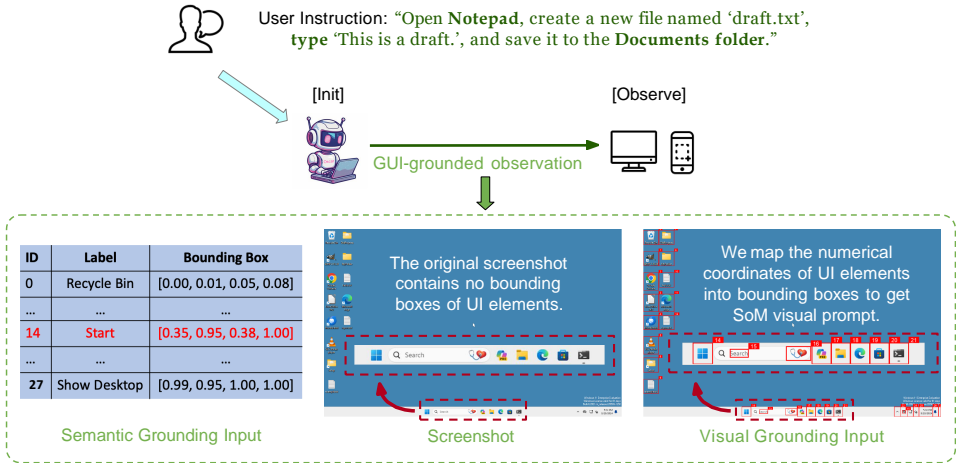 User Instruction: “Open Notepad, create a new file named ‘draft.txt’,
type ‘This is a draft.’, and save it to the Documents folder.”
[Init]
[Observe]
GUI-grounded observation
ID Label Bounding Box
0 Recycle Bin [0.00, 0.01, 0.05, 0.08]
... ... ...
14 Start [0.35, 0.95, 0.38, 1.00]
... ... ...
27 Show Desktop [0.99, 0.95, 1.00, 1.00]
Semantic Grounding Input
The original screenshot
contains no bounding
boxes of UI elements.
Search
Screenshot
We map the numerical
coordinates of UI elements
into bounding boxes to get
SoM visual prompt.
14 15 16 17 18 19 20 21
Search
Visual Grounding Input